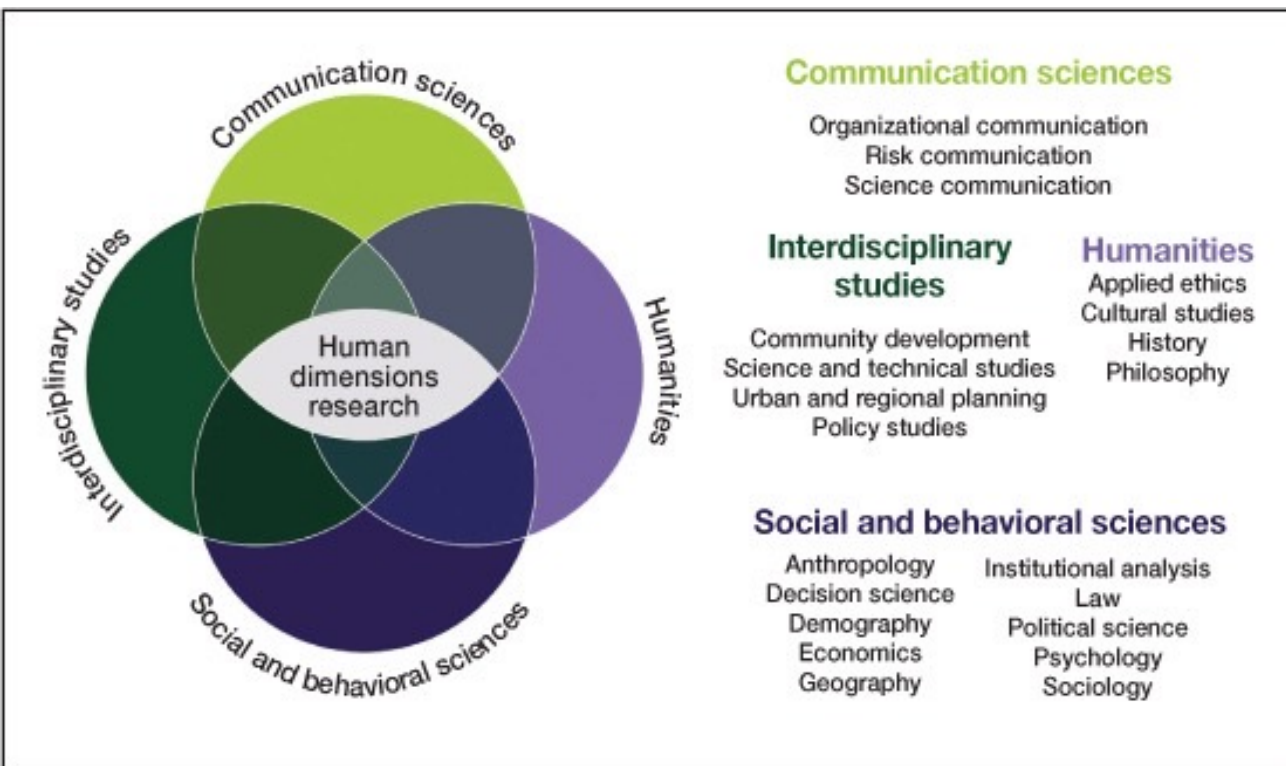 Communication sciences
Interdisciplinary studies
Humanities
Human
dimensions
research
Social and behavioral sciences
Communication sciences
Organizational communication
Risk communication
Science communication
Interdisciplinary
studies
Community development
Science and technical studies
Urban and regional planning
Policy studies
Humanities
Applied ethics
Cultural studies
History
Philosophy
Social and behavioral sciences
Anthropology
Decision science
Demography
Economics
Geography
Institutional analysis
Law
Political science
Psychology
Sociology